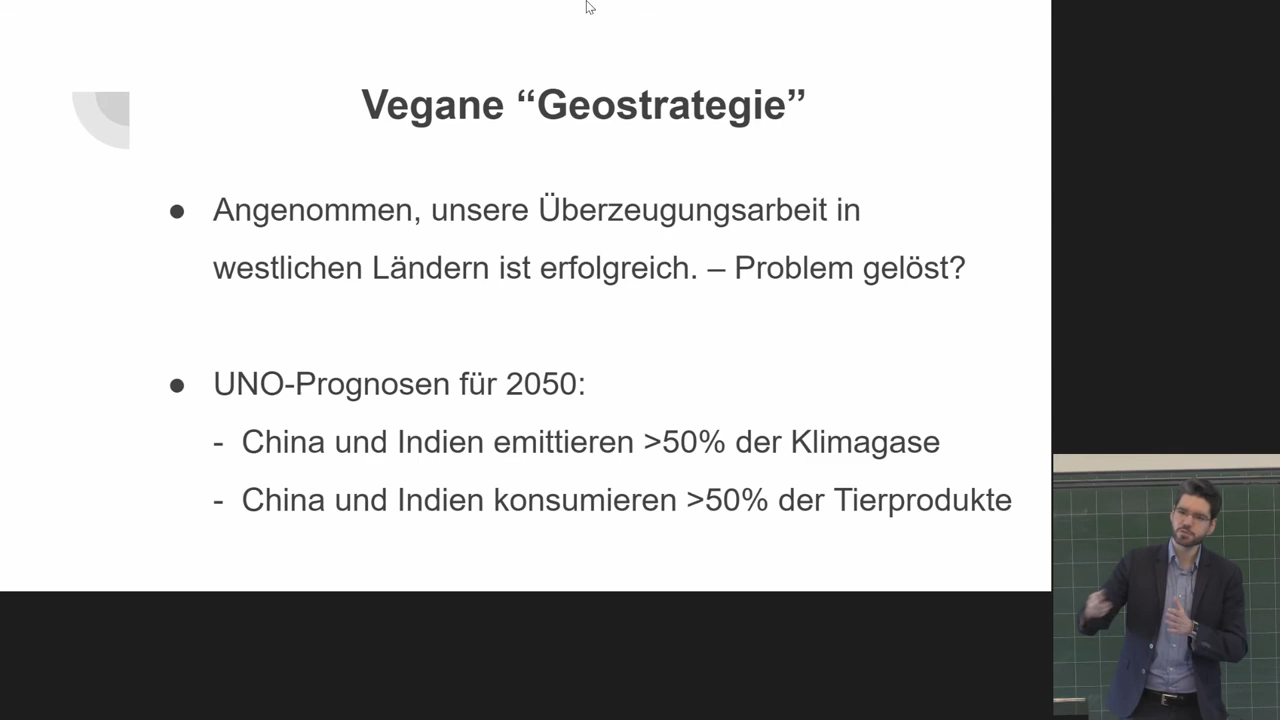 Vegane “Geostrategie”
● Angenommen, unsere Überzeugungsarbeit in
westlichen Ländern ist erfolgreich. – Problem gelöst?
● UNO-Prognosen für 2050:
- China und Indien emittieren >50% der Klimagase
- China und Indien konsumieren >50% der Tierprodukte